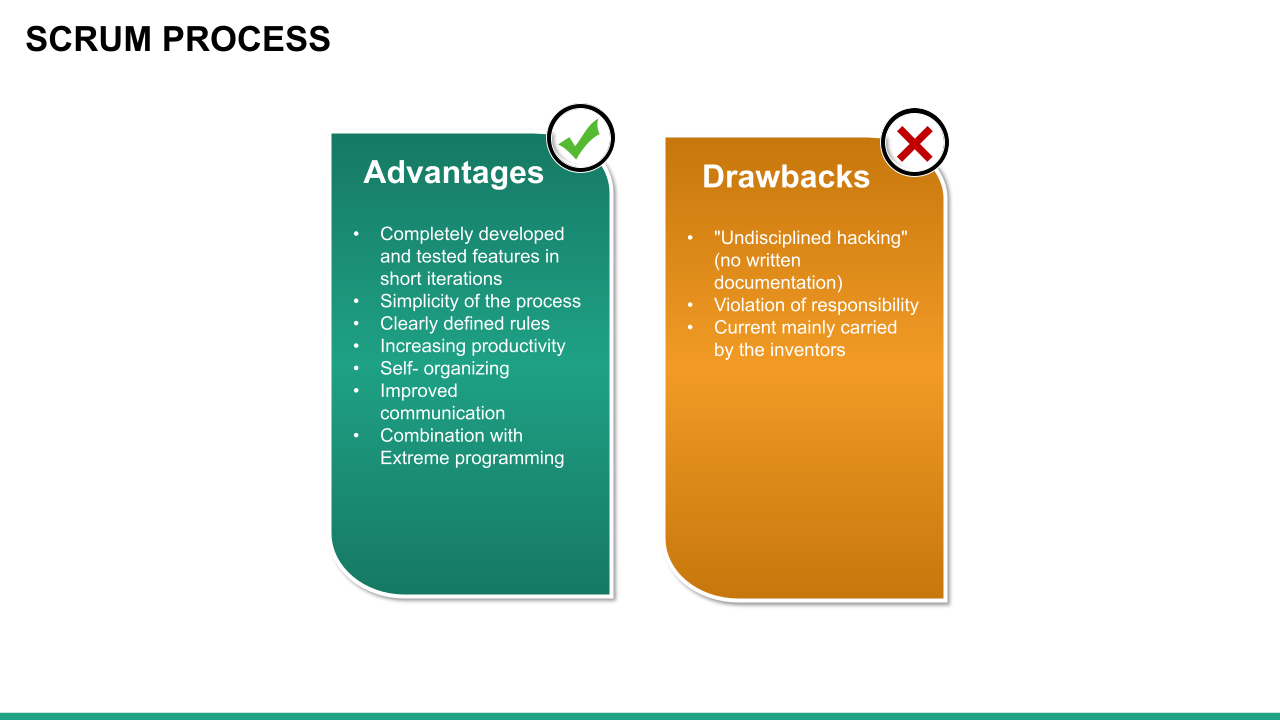 SCRUM PROCESS
Advantages
• Completely developed
and tested features in
short iterations
• Simplicity of the process
• Clearly defined rules
• Increasing productivity
• Self- organizing
• Improved
communication
• Combination with
Extreme programming
Drawbacks
• "Undisciplined hacking"
(no written
documentation)
• Violation of responsibility
• Current mainly carried
by the inventors